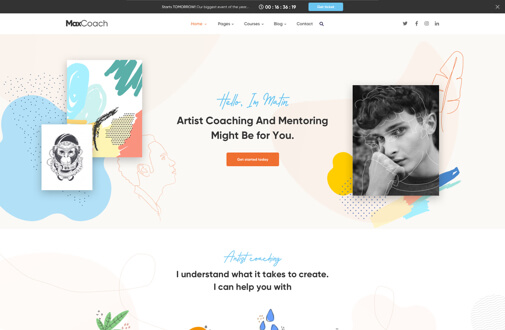 Starts TOMORROW! Our biggest event of the year...
00 : 16 : 36 : 19
Get ticket
MaxCoach
Home
Pages
Courses
Blog
Contact
Hello, Im Matin
Artist Coaching And Mentoring
Might Be for You.
Get started today
Artist coaching
I understand what it takes to create.
I can help you with